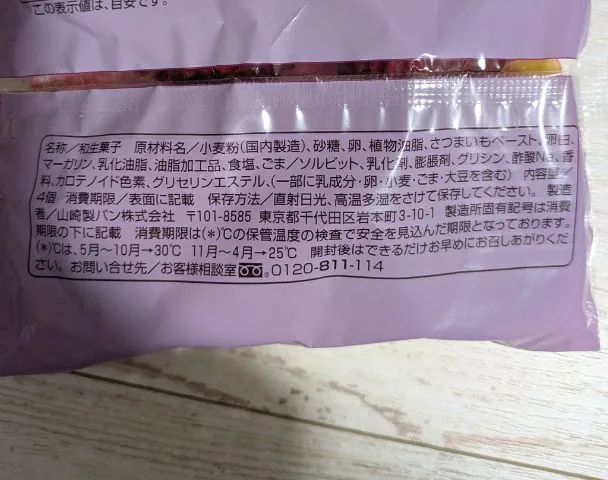 この表示値は、目安です。
名称／和生菓子 原材料名／小麦粉(国内製造)、砂糖、卵、植物油脂、さつまいもペースト、卵白、
マーガリン、乳化油脂、油脂加工品、食塩、ごま／ソルビット、乳化剤、膨脹剤、グリシン、酢酸Na、香
料、カロテノイド色素、グリセリンエステル、(一部に乳成分・卵・小麦・ごま・大豆を含む) 内容量／
4個 消費期限／表面に記載 保存方法／直射日光、高温多湿をさけて保存してください。 製造
者／山崎製パン株式会社 〒101-8585 東京都千代田区岩本町3-10-1 製造所固有記号は消費
期限の下に記載 消費期限は(*)℃の保管温度の検査で安全を見込んだ期限となっております。
(*)℃は、5月～10月→30℃ 11月～4月→25℃ 開封後はできるだけお早めにお召しあがりくだ
さい。お問い合せ先／お客様相談室 0120-811-114